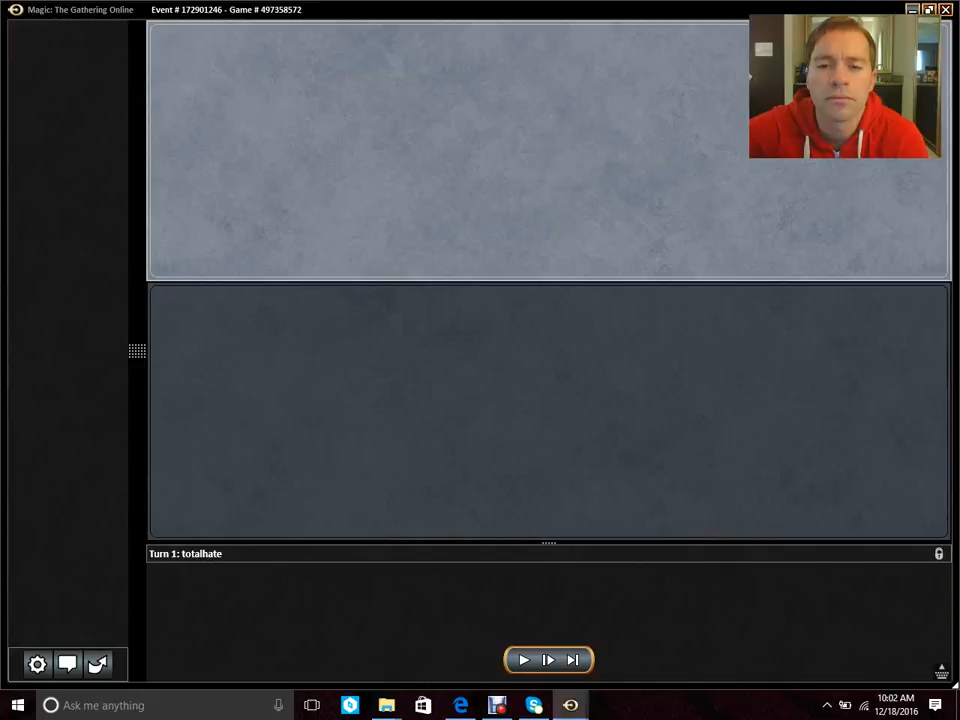 Magic: The Gathering Online
Event # 172901246 - Game # 497358572
Turn 1: totalhate
Ask me anything
10:02 AM
12/18/2016